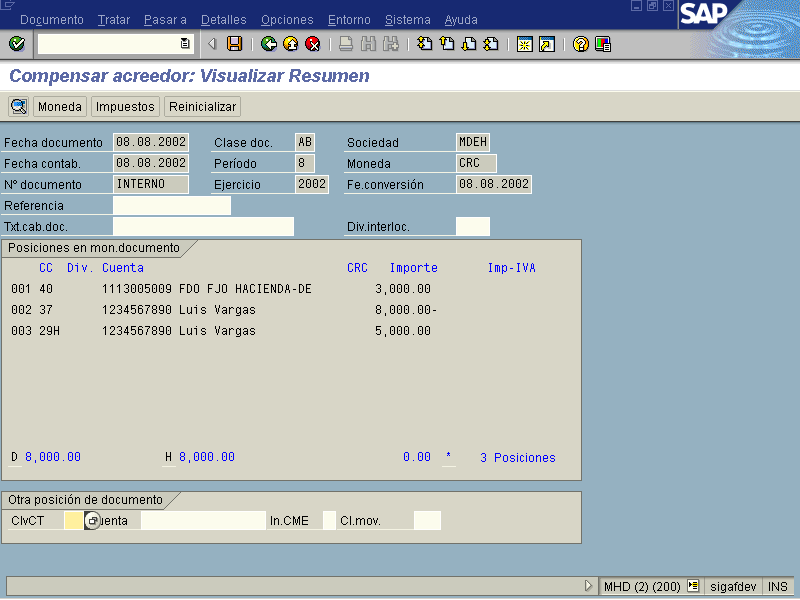 Documento Tratar Pasar a Detalles Opciones Entorno Sistema Ayuda
SAP
Compensar acreedor: Visualizar Resumen
Moneda Impuestos Reinicializar
Fecha documento 08.08.2002 Clase doc. AB Sociedad MDEH
Fecha contab. 08.08.2002 Período 8 Moneda CRC
Nº documento INTERNO Ejercicio 2002 Fe.conversión 08.08.2002
Referencia
Txt.cab.doc. Div.interloc.
Posiciones en mon.documento
CC Div. Cuenta CRC Importe Imp-IVA
001 40 1113005009 FDO FJO HACIENDA-DE 3,000.00
002 37 1234567890 Luis Vargas 8,000.00-
003 29H 1234567890 Luis Vargas 5,000.00
D 8,000.00 H 8,000.00 0.00 * 3 Posiciones
Otra posición de documento
ClvCT uenta In.CME Cl.mov.
MHD (2) (200) sigafdev INS